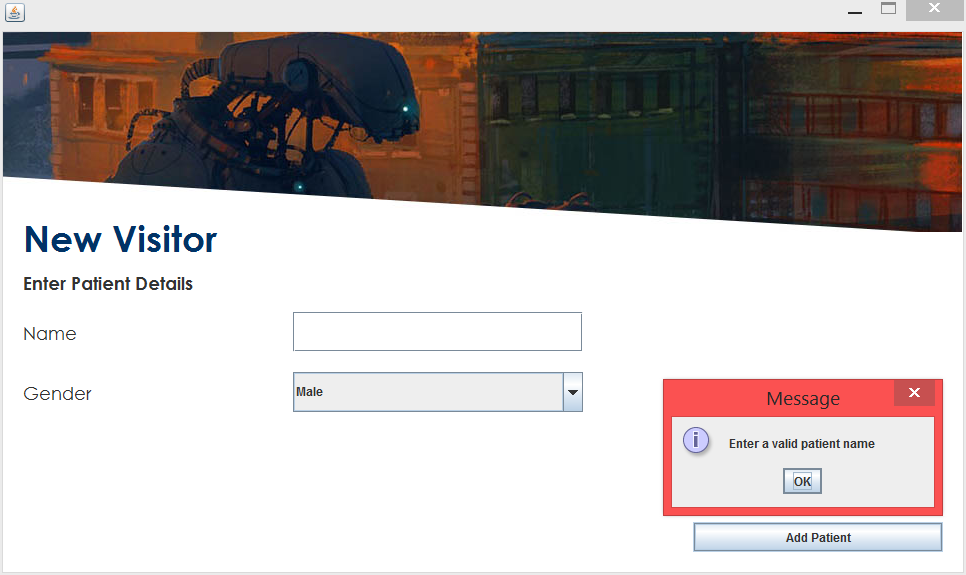 New Visitor
Enter Patient Details
Name
Gender
Male
Message
Enter a valid patient name
OK
Add Patient